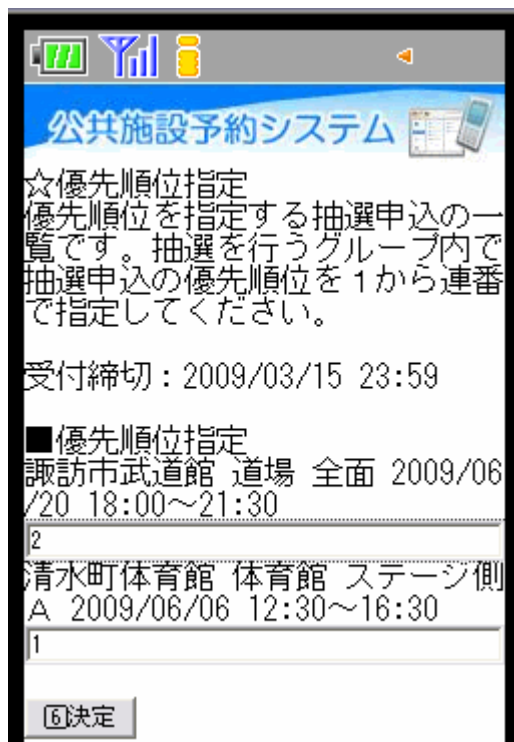 公共施設予約システム
☆優先順位指定
優先順位を指定する抽選申込の一
覧です。抽選を行うグループ内で
抽選申込の優先順位を1から連番
で指定してください。
受付締切：2009/03/15 23:59
■優先順位指定
諏訪市武道館 道場 全面 2009/06
/20 18:00～21:30
2
清水町体育館 体育館 ステージ側
A 2009/06/06 12:30～16:30
1
6決定